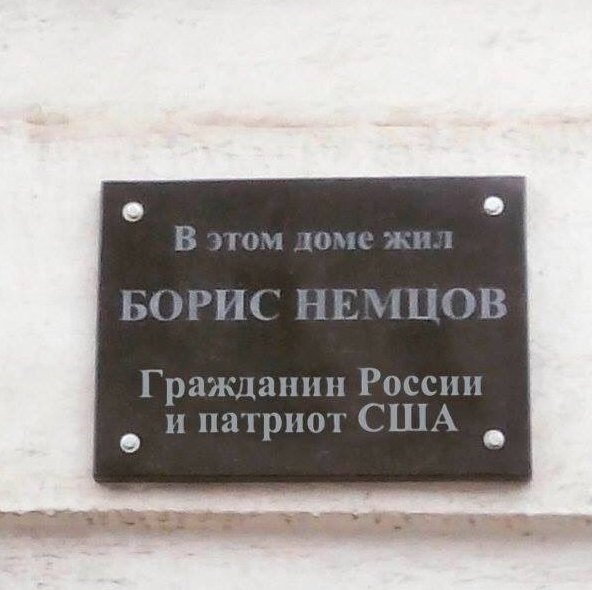 В этом доме жил
БОРИС НЕМЦОВ
Гражданин России
и патриот США